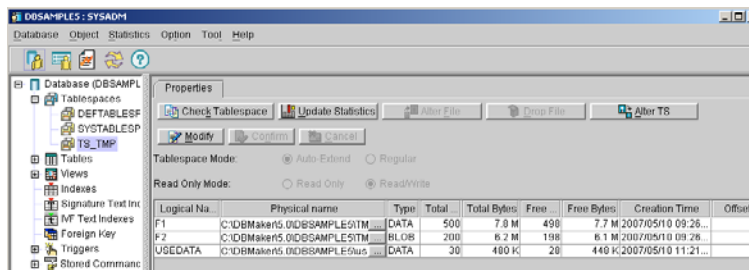 DBSAMPLE5 : SYSADM
Database Object Statistics Option Tool Help
Database (DBSAMPL
Tablespaces
DEFTABLESF
SYSTABLESP
TS_TMP
Tables
Views
Indexes
Signature Text Inc
IVF Text Indexes
Foreign Key
Triggers
Stored Commanc
Properties
Check Tablespace Update Statistics Alter File Drop File Alter TS
Modify Confirm Cancel
Tablespace Mode: Auto-Extend Regular
Read Only Mode: Read Only Read/Write
Logical Na... Physical name Type Total ... Total Bytes Free ... Free Bytes Creation Time Offset
F1 C:\DBMaker\5.0\DBSAMPLE5\TM ... DATA 500 7.8 M 498 7.7 M 2007/05/10 09:26...
F2 C:\DBMaker\5.0\DBSAMPLE5\TM ... BLOB 200 6.2 M 198 6.1 M 2007/05/10 09:26...
USEDATA C:\DBMaker\5.0\DBSAMPLE5\us ... DATA 30 480 K 28 448 K 2007/05/10 11:21...